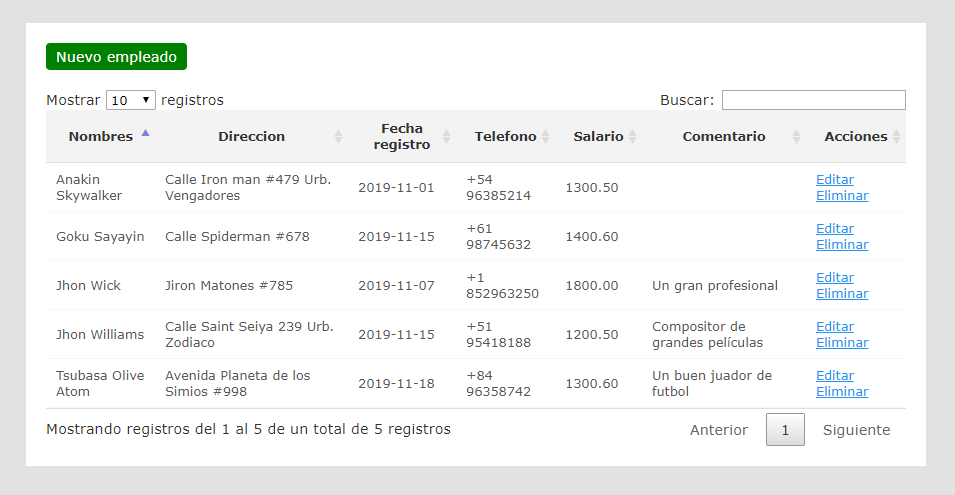 Nuevo empleado
Mostrar 10 registros Buscar:
Nombres Direccion Fecha registro Telefono Salario Comentario Acciones
Anakin Skywalker Calle Iron man #479 Urb. Vengadores 2019-11-01 +54 96385214 1300.50 Editar Eliminar
Goku Sayayin Calle Spiderman #678 2019-11-15 +61 98745632 1400.60 Editar Eliminar
Jhon Wick Jiron Matones #785 2019-11-07 +1 852963250 1800.00 Un gran profesional Editar Eliminar
Jhon Williams Calle Saint Seiya 239 Urb. Zodiaco 2019-11-15 +51 95418188 1200.50 Compositor de grandes películas Editar Eliminar
Tsubasa Olive Atom Avenida Planeta de los Simios #998 2019-11-18 +84 96358742 1300.60 Un buen juador de futbol Editar Eliminar
Mostrando registros del 1 al 5 de un total de 5 registros Anterior 1 Siguiente